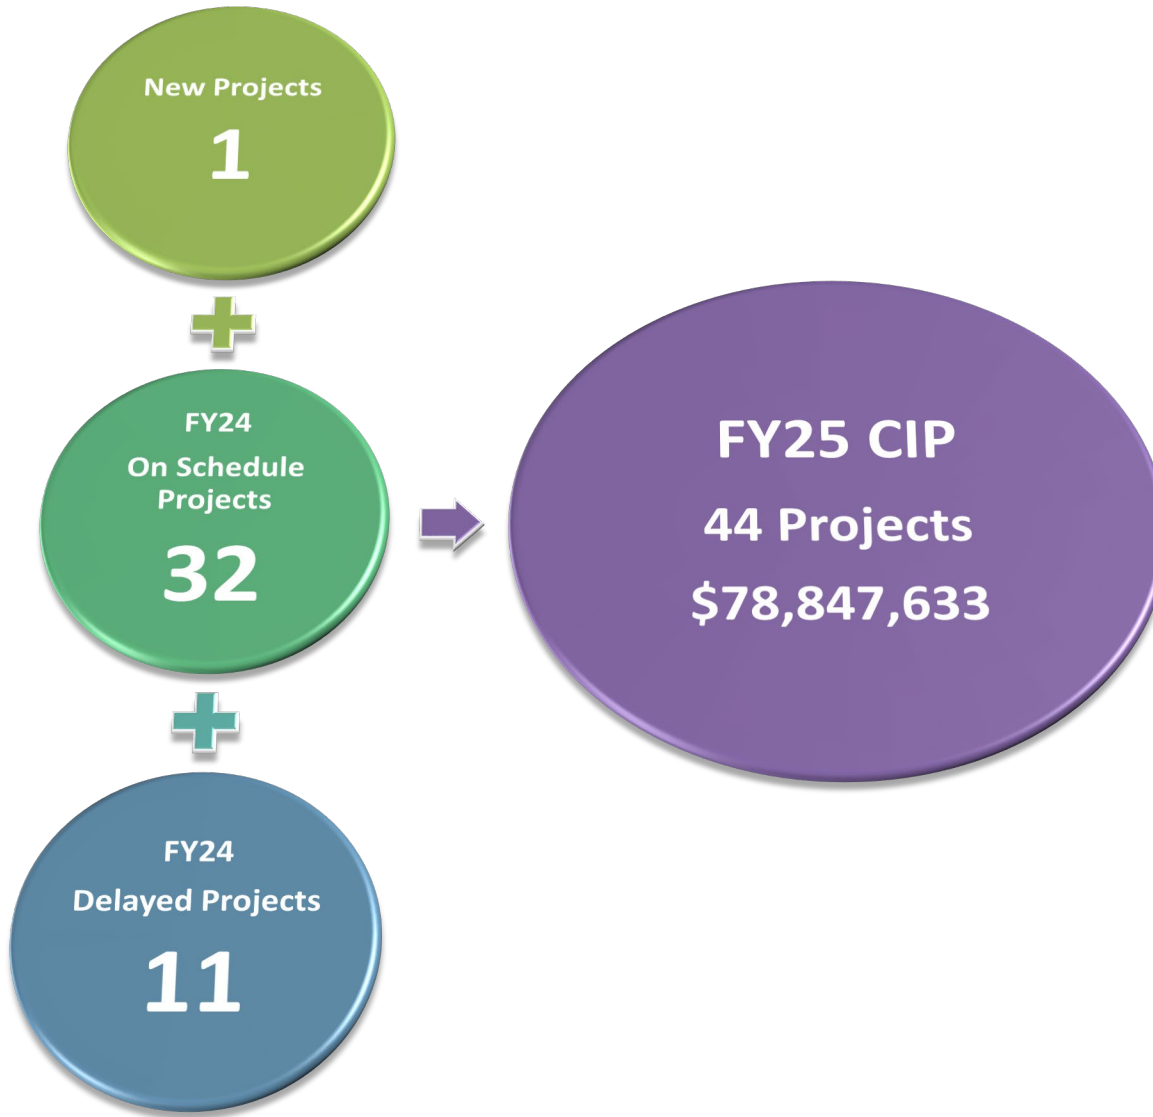 New Projects
1
FY24
On Schedule
Projects
32
FY24
Delayed Projects
11
FY25 CIP
44 Projects
$78,847,633